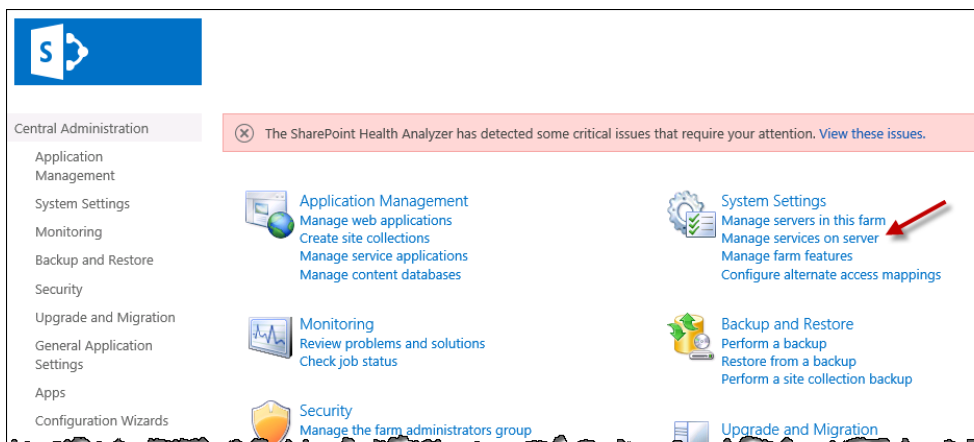 S
Central Administration
Application
Management
System Settings
Monitoring
Backup and Restore
Security
Upgrade and Migration
General Application
Settings
Apps
Configuration Wizards
The SharePoint Health Analyzer has detected some critical issues that require your attention. View these issues.
Application Management
Manage web applications
Create site collections
Manage service applications
Manage content databases
System Settings
Manage servers in this farm
Manage services on server
Manage farm features
Configure alternate access mappings
Monitoring
Review problems and solutions
Check job status
Backup and Restore
Perform a backup
Restore from a backup
Perform a site collection backup
Security
Manage the farm administrators group
Upgrade and Migration